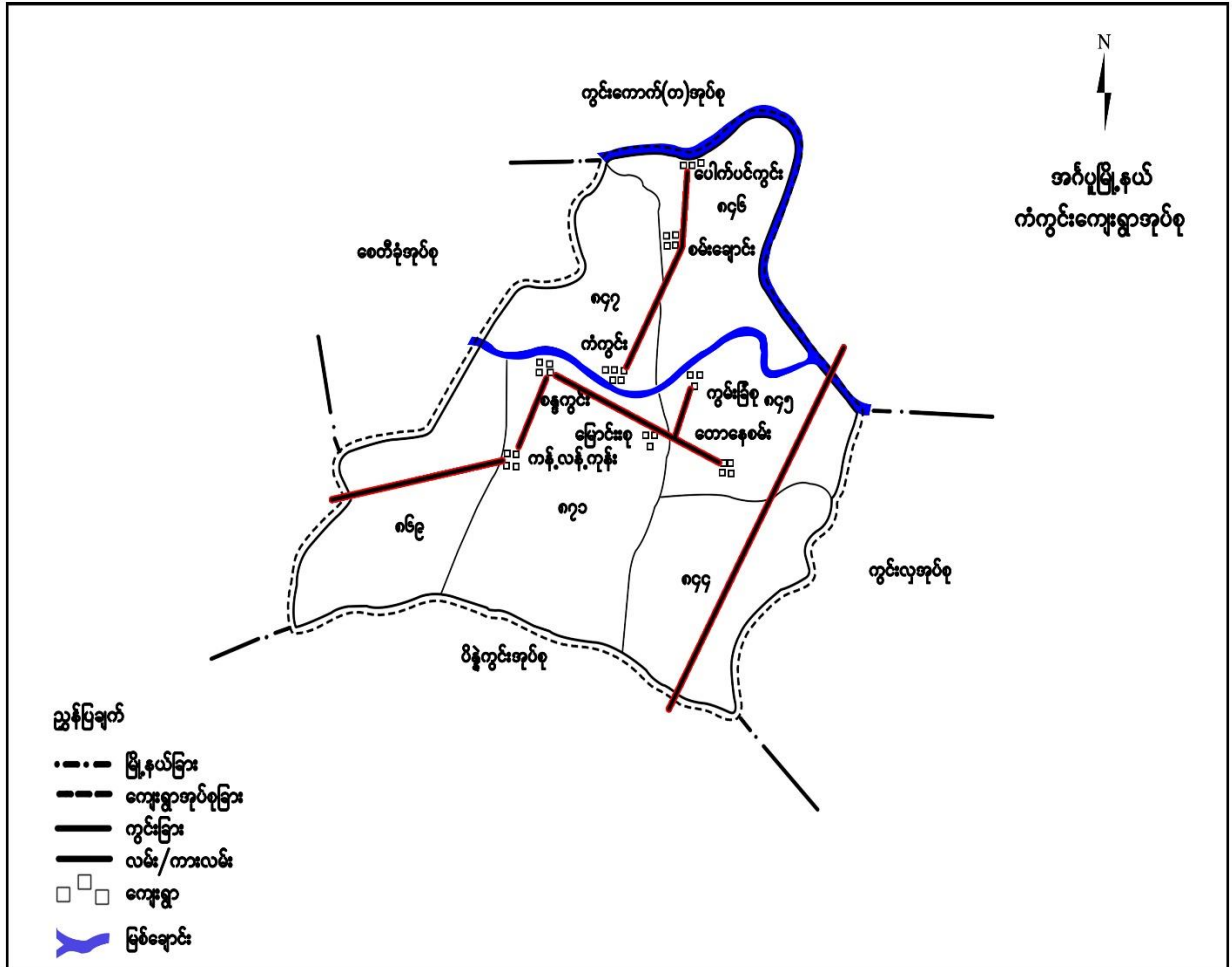 N
အင်္ဂပူမြို့နယ်
ကံကွင်းကျေးရွာအုပ်စု
ကွင်းကောက်(တ)အုပ်စု
ပေါက်ပင်ကွင်း
၈၄၆
စမ်းချောင်း
စေတီခုံအုပ်စု
၈၄၇
ကံကွင်း
စန္ဒကွင်း
ကွမ်းခြံစု ၈၄၅
မြောင်းစု
တောနေစမ်း
ကန့်လန့်ကုန်း
၈၇၁
၈၆၉
၈၄၄
ကွင်းလှအုပ်စု
ပိန္နဲကွင်းအုပ်စု
ညွှန်ပြချက်
မြို့နယ်ခြား
ကျေးရွာအုပ်စုခြား
ကွင်းခြား
လမ်း/ကားလမ်း
ကျေးရွာ
မြစ်ချောင်း